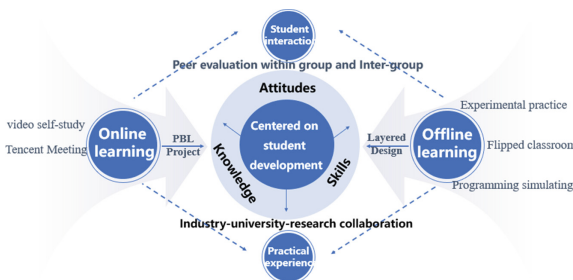 Student
interaction
Peer evaluation within group and Inter-group
Attitudes
video self-study
Tencent Meeting
Online
learning
PBL
Project
Centered on
student
development
Knowledge
Skills
Layered
Design
Offline
learning
Experimental practice
Flipped classroon
Programming simulating
Industry-university-research collaboration
Practical
experience